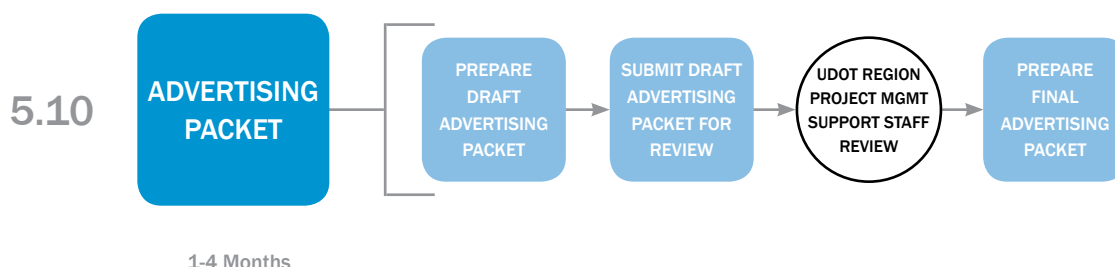 5.10
ADVERTISING
PACKET
PREPARE
DRAFT
ADVERTISING
PACKET
SUBMIT DRAFT
ADVERTISING
PACKET FOR
REVIEW
UDOT REGION
PROJECT MGMT
SUPPORT STAFF
REVIEW
PREPARE
FINAL
ADVERTISING
PACKET
1-4 Months